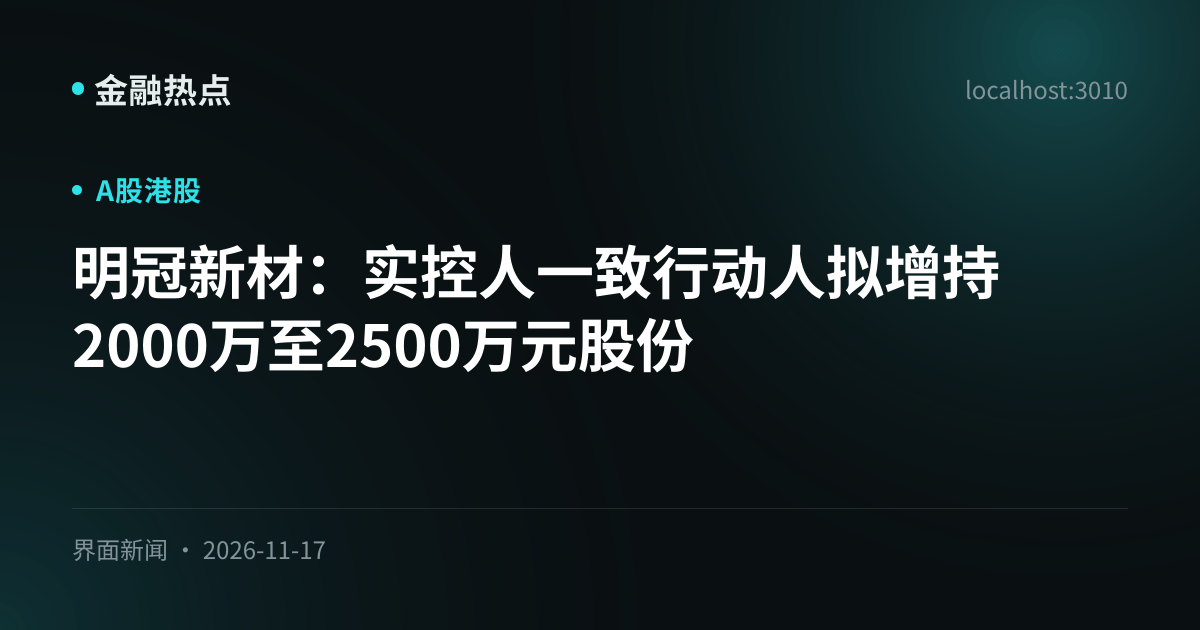 金融热点
localhost:3010
A股港股
明冠新材：实控人一致行动人拟增持
2000万至2500万元股份
界面新闻 · 2026-11-17